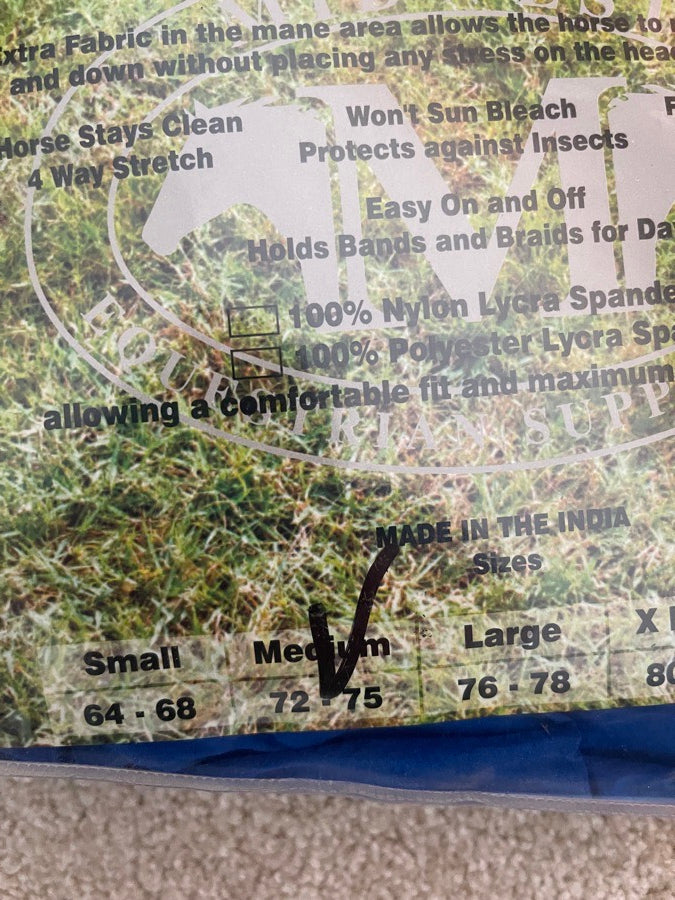 Extra Fabric in the mane area allows the horse to
and down without placing any stress on the head
Horse Stays Clean
4 Way Stretch
Won't Sun Bleach
Protects against Insects
Easy On and Off
Holds Bands and Braids for Da
100% Nylon Lycra Spande
100% Polyester Lycra Spa
allowing a comfortable fit and maximum
M
EQUESTRIAN SUPP
MADE IN THE INDIA
Sizes
Small Medium Large X
64 - 68 72 - 75 76 - 78 80